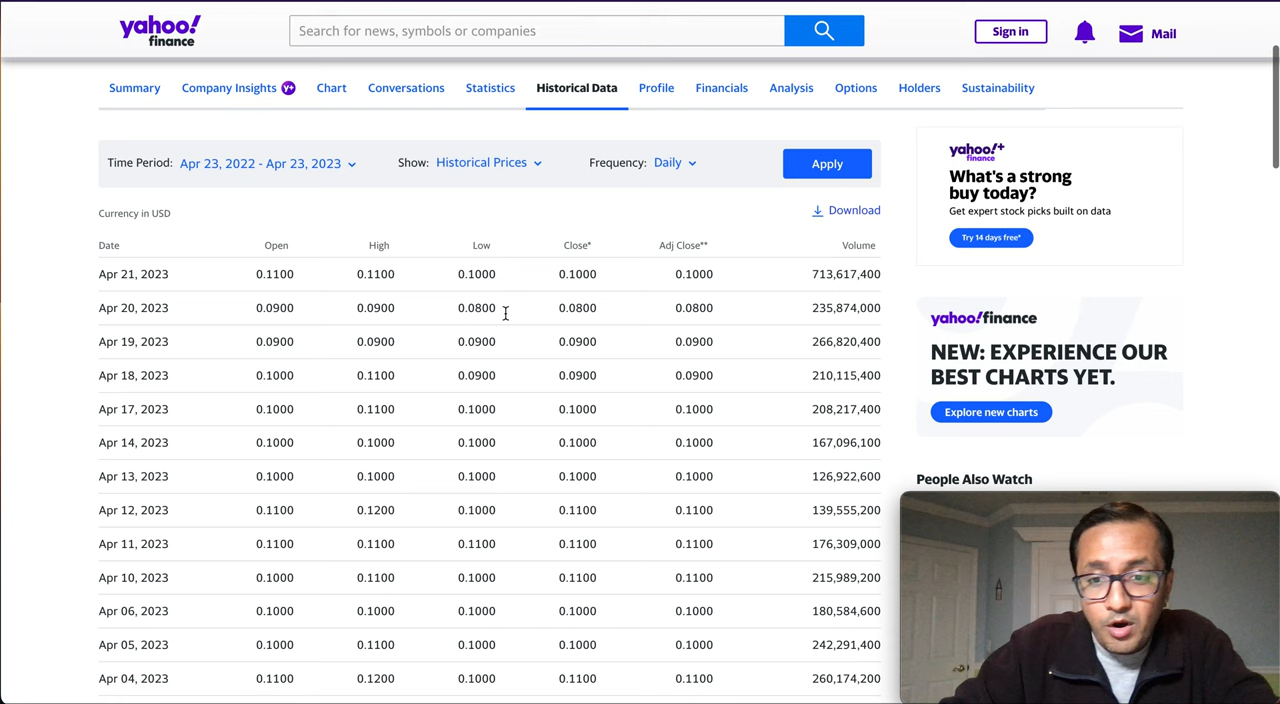 yahoo!
finance
Search for news, symbols or companies
Sign in
Mail
Summary Company Insights Y+ Chart Conversations Statistics Historical Data Profile Financials Analysis Options Holders Sustainability
Time Period: Apr 23, 2022 - Apr 23, 2023 Show: Historical Prices Frequency: Daily Apply
Currency in USD Download
Date Open High Low Close* Adj Close** Volume
Apr 21, 2023 0.1100 0.1100 0.1000 0.1000 0.1000 713,617,400
Apr 20, 2023 0.0900 0.0900 0.0800 0.0800 0.0800 235,874,000
Apr 19, 2023 0.0900 0.0900 0.0900 0.0900 0.0900 266,820,400
Apr 18, 2023 0.1000 0.1100 0.0900 0.0900 0.0900 210,115,400
Apr 17, 2023 0.1000 0.1100 0.1000 0.1000 0.1000 208,217,400
Apr 14, 2023 0.1000 0.1000 0.1000 0.1000 0.1000 167,096,100
Apr 13, 2023 0.1000 0.1000 0.1000 0.1000 0.1000 126,922,600
Apr 12, 2023 0.1100 0.1200 0.1000 0.1100 0.1100 139,555,200
Apr 11, 2023 0.1100 0.1100 0.1100 0.1100 0.1100 176,309,000
Apr 10, 2023 0.1000 0.1100 0.1000 0.1100 0.1100 215,989,200
Apr 06, 2023 0.1000 0.1000 0.1000 0.1000 0.1000 180,584,600
Apr 05, 2023 0.1000 0.1100 0.1000 0.1000 0.1000 242,291,400
Apr 04, 2023 0.1100 0.1200 0.1000 0.1100 0.1100 260,174,200
yahoo!+
finance
What's a strong
buy today?
Get expert stock picks built on data
Try 14 days free*
yahoo!finance
NEW: EXPERIENCE OUR
BEST CHARTS YET.
Explore new charts
People Also Watch